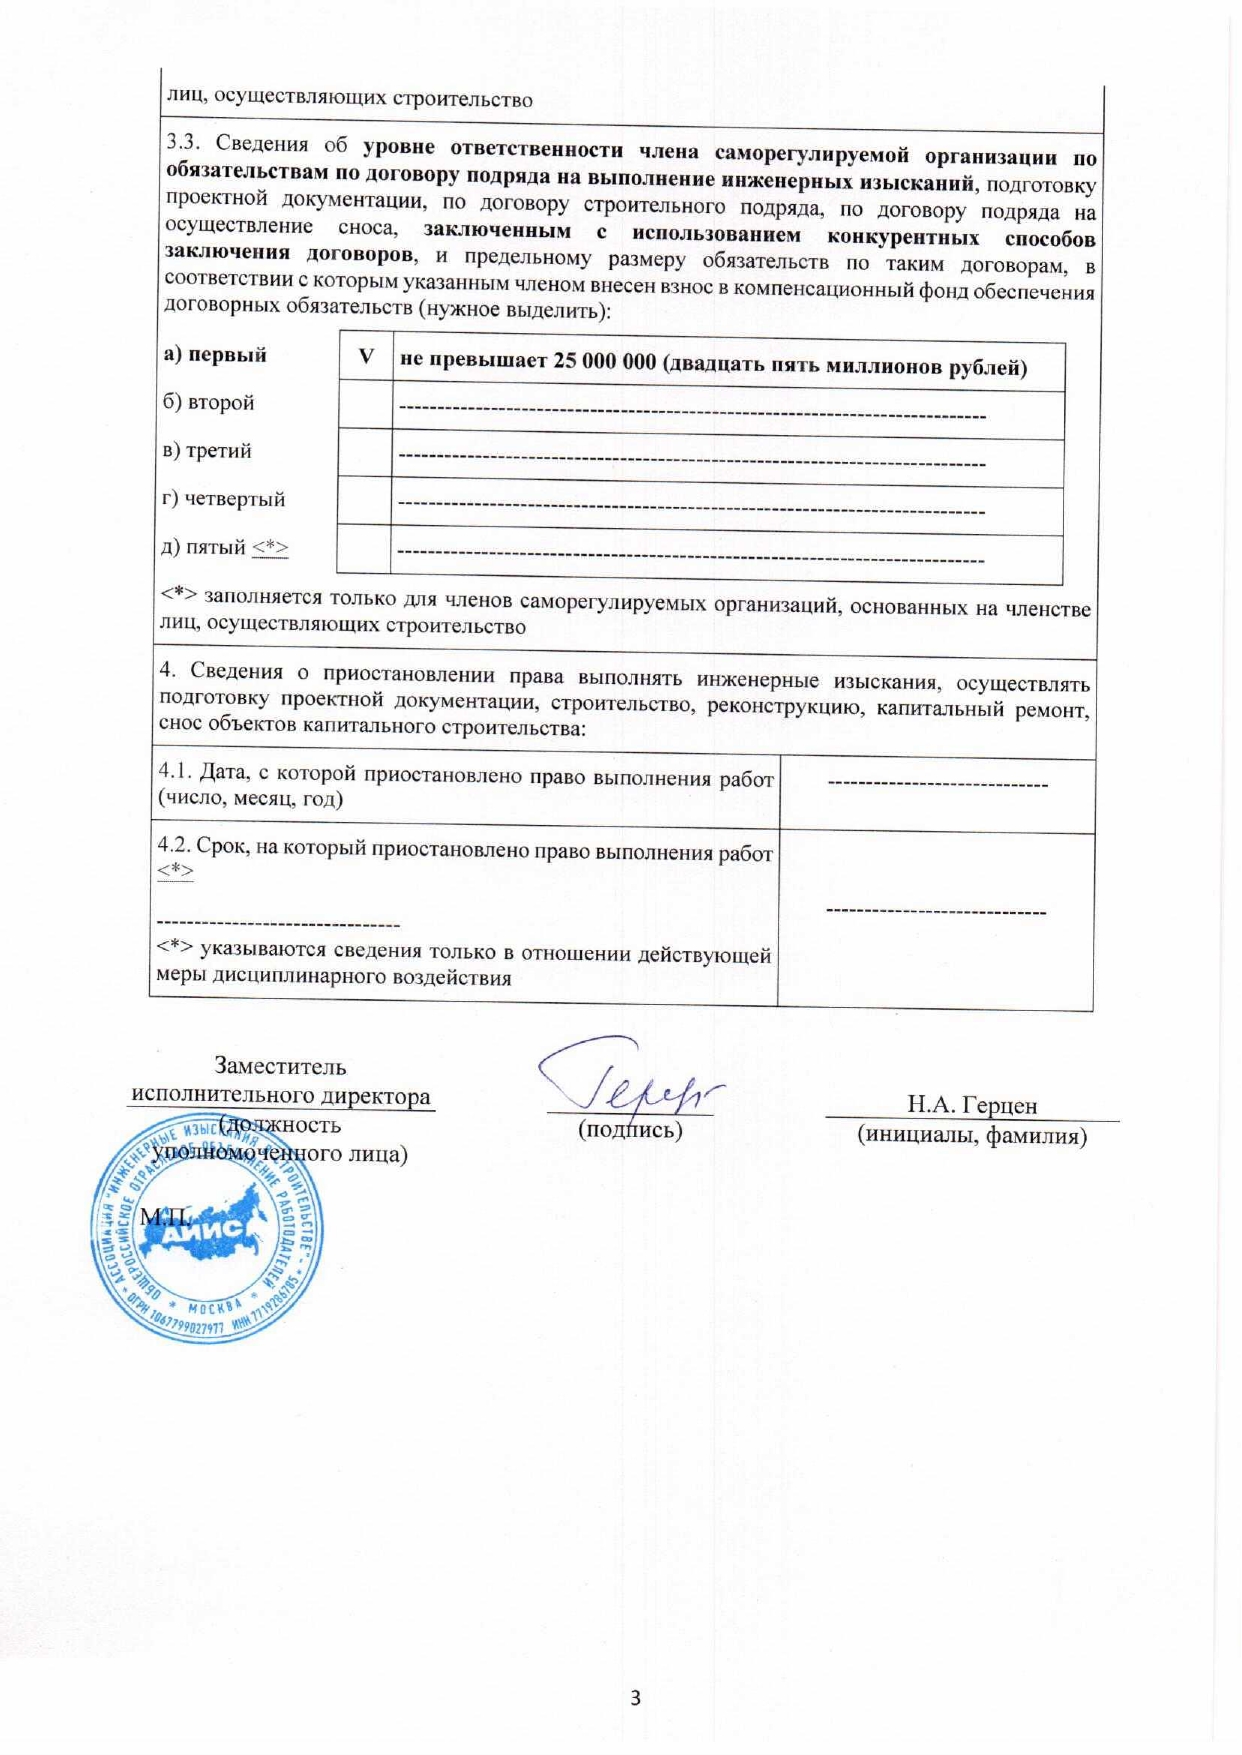 лиц, осуществляющих строительство
3.3. Сведения об уровне ответственности члена саморегулируемой организации по
обязательствам по договору подряда на выполнение инженерных изысканий, подготовку
проектной документации, по договору строительного подряда, по договору подряда на
осуществление сноса, заключенным с использованием конкурентных способов
заключения договоров, и предельному размеру обязательств по таким договорам, в
соответствии с которым указанным членом внесен взнос в компенсационный фонд обеспечения
договорных обязательств (нужное выделить):
а) первый V не превышает 25 000 000 (двадцать пять миллионов рублей)
б) второй ------------------------------------------------------------------------------
в) третий ------------------------------------------------------------------------------
г) четвертый ------------------------------------------------------------------------------
д) пятый <*> ------------------------------------------------------------------------------
<*> заполняется только для членов саморегулируемых организаций, основанных на членстве
лиц, осуществляющих строительство
4. Сведения о приостановлении права выполнять инженерные изыскания, осуществлять
подготовку проектной документации, строительство, реконструкцию, капитальный ремонт,
снос объектов капитального строительства:
4.1. Дата, с которой приостановлено право выполнения работ -----------------------------
(число, месяц, год)
4.2. Срок, на который приостановлено право выполнения работ
<*>
-------------------------------- -----------------------------
<*> указываются сведения только в отношении действующей
меры дисциплинарного воздействия
Заместитель
исполнительного директора
(должность
уполномоченного лица)
Герцен
(подпись)
Н.А. Герцен
(инициалы, фамилия)
М.П.
АССОЦИАЦИЯ "ИНЖЕНЕРНЫЕ ИЗЫСКАНИЯ В СТРОИТЕЛЬСТВЕ" -
ОБЩЕРОССИЙСКОЕ ОТРАСЛЕВОЕ ОБЪЕДИНЕНИЕ РАБОТОДАТЕЛЕЙ
АИИС
* МОСКВА *
* ОГРН 1067799027977 ИНН 7719286785 *
3